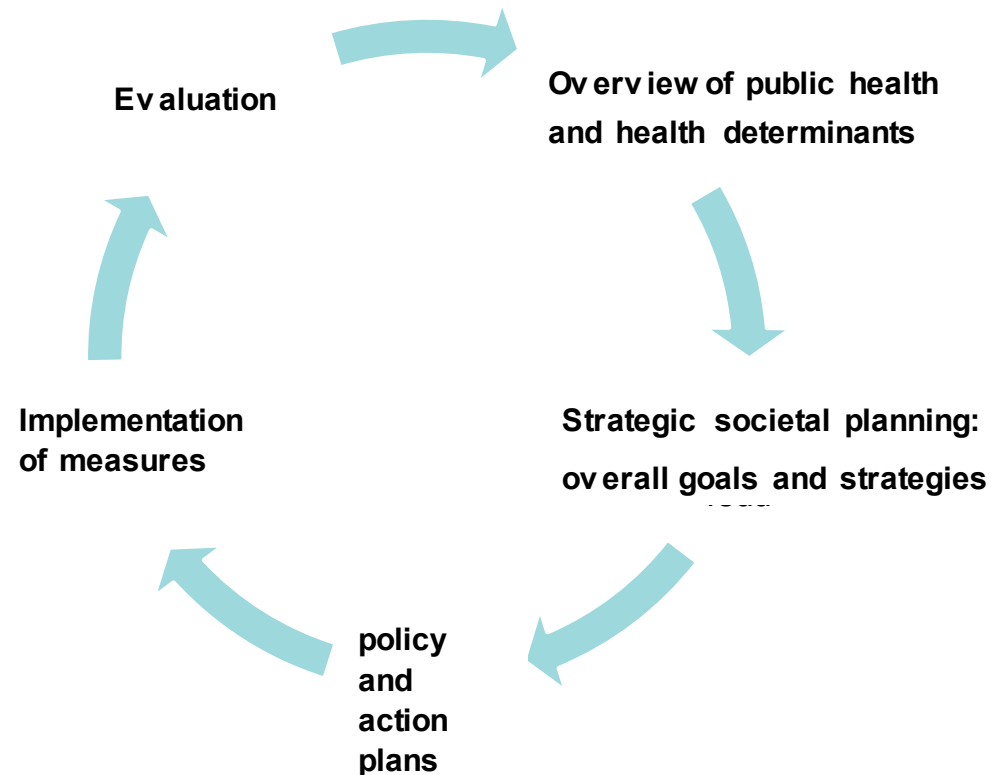 Evaluation
Overview of public health
and health determinants
Implementation
of measures
Strategic societal planning:
overall goals and strategies
policy
and
action
plans